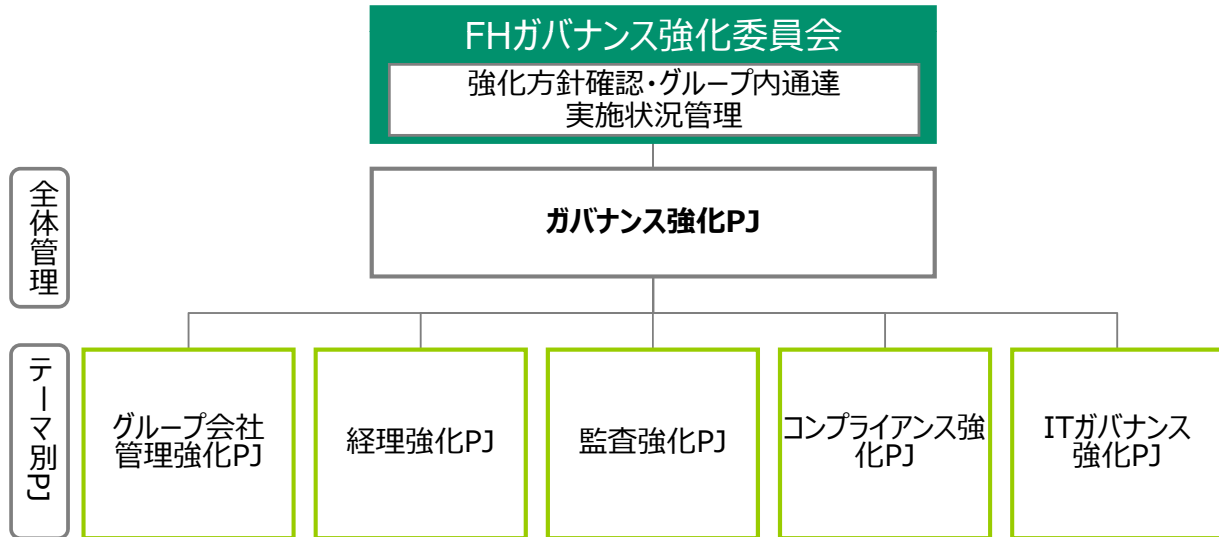 FHガバナンス強化委員会
強化方針確認・グループ内通達
実施状況管理
全体管理
ガバナンス強化PJ
テーマ別PJ
グループ会社
管理強化PJ
経理強化PJ
監査強化PJ
コンプライアンス強
化PJ
ITガバナンス
強化PJ